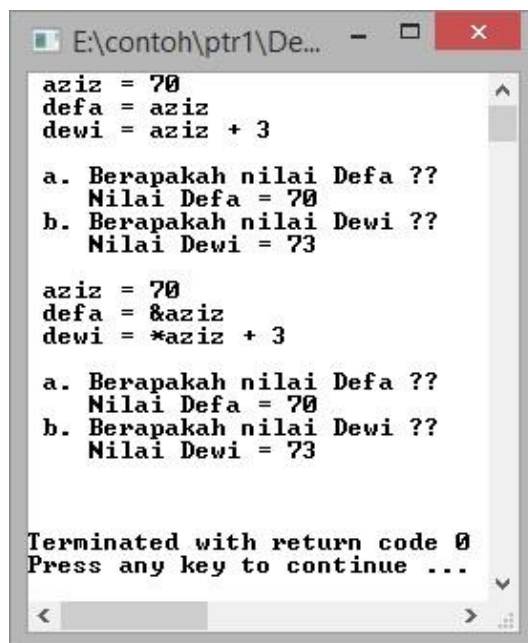 E:\contoh\ptr1\De...
aziz = 70
defa = aziz
dewi = aziz + 3
a. Berapakah nilai Defa ??
Nilai Defa = 70
b. Berapakah nilai Dewi ??
Nilai Dewi = 73
aziz = 70
defa = &aziz
dewi = *aziz + 3
a. Berapakah nilai Defa ??
Nilai Defa = 70
b. Berapakah nilai Dewi ??
Nilai Dewi = 73
Terminated with return code 0
Press any key to continue ...